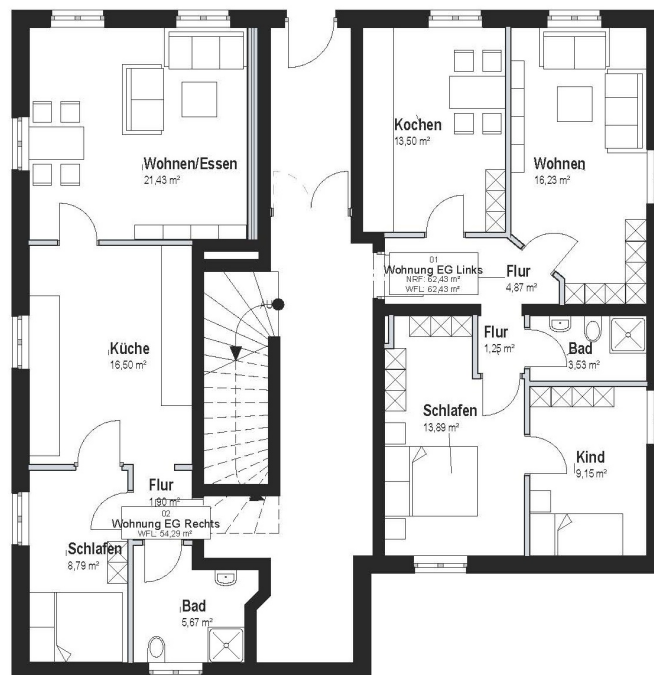 Wohnen/Essen
21,43 m²
Kochen
13,50 m²
Wohnen
16,23 m²
01
Wohnung EG Links
NRF: 62,43 m²
WFL: 62,43 m²
Flur
4,87 m²
Küche
16,50 m²
Flur
1,25 m²
Bad
3,53 m²
Schlafen
13,89 m²
Kind
9,15 m²
Flur
1,90 m²
02
Wohnung EG Rechts
WFL: 54,29 m²
Schlafen
8,79 m²
Bad
5,67 m²